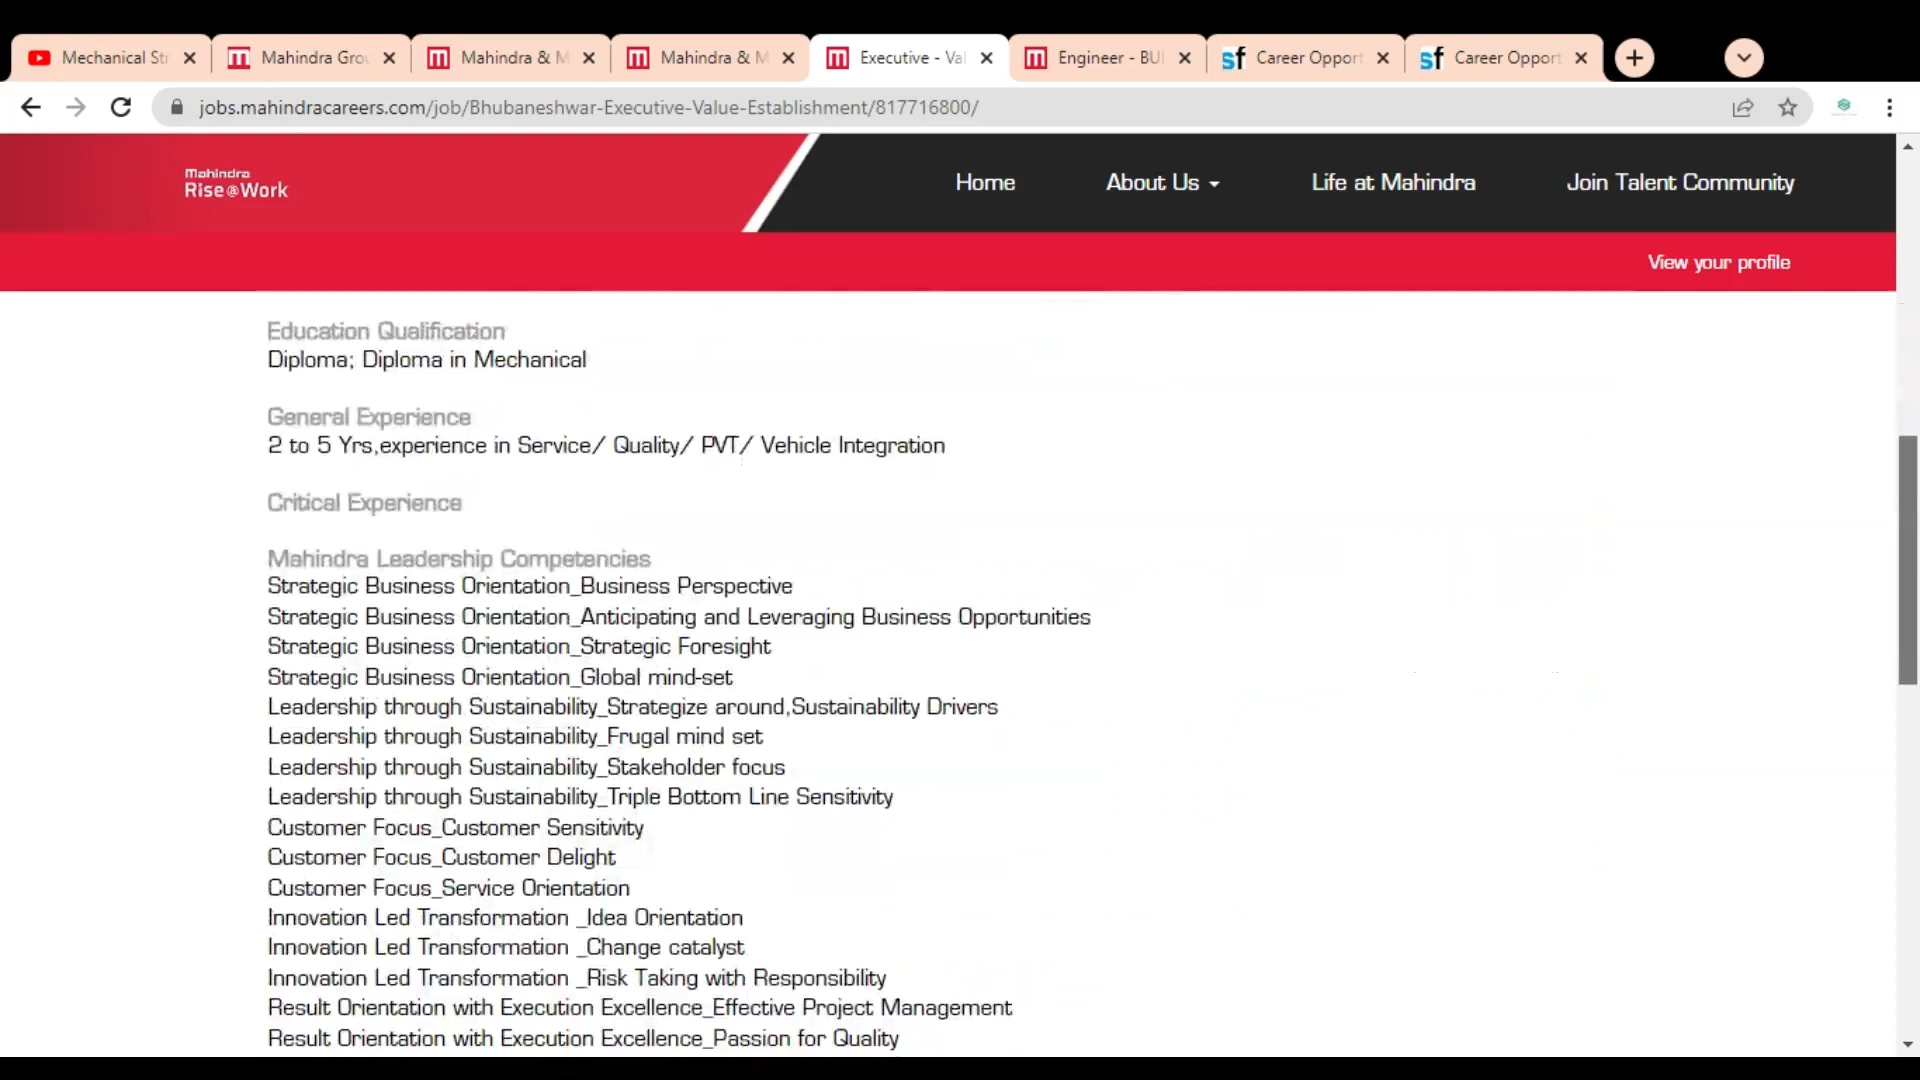 Mechanical Str
Mahindra Grou
Mahindra & M
Mahindra & M
Executive - Val
Engineer - BUI
sf Career Opport
sf Career Opport
jobs.mahindracareers.com/job/Bhubaneshwar-Executive-Value-Establishment/817716800/
Mahindra
Rise@Work
Home
About Us
Life at Mahindra
Join Talent Community
View your profile
Education Qualification
Diploma; Diploma in Mechanical
General Experience
2 to 5 Yrs,experience in Service/ Quality/ PVT/ Vehicle Integration
Critical Experience
Mahindra Leadership Competencies
Strategic Business Orientation_Business Perspective
Strategic Business Orientation_Anticipating and Leveraging Business Opportunities
Strategic Business Orientation_Strategic Foresight
Strategic Business Orientation_Global mind-set
Leadership through Sustainability_Strategize around,Sustainability Drivers
Leadership through Sustainability_Frugal mind set
Leadership through Sustainability_Stakeholder focus
Leadership through Sustainability_Triple Bottom Line Sensitivity
Customer Focus_Customer Sensitivity
Customer Focus_Customer Delight
Customer Focus_Service Orientation
Innovation Led Transformation _Idea Orientation
Innovation Led Transformation _Change catalyst
Innovation Led Transformation _Risk Taking with Responsibility
Result Orientation with Execution Excellence_Effective Project Management
Result Orientation with Execution Excellence_Passion for Quality